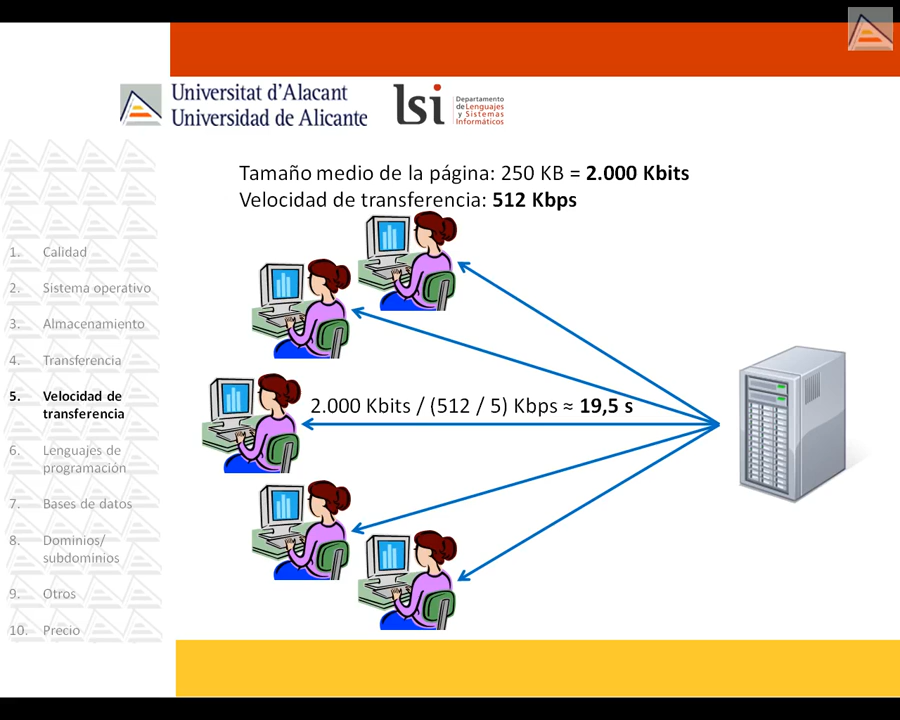 Universitat d'Alacant
Universidad de Alicante
lsi
Departamento
de Lenguajes
y Sistemas
Informáticos
Tamaño medio de la página: 250 KB = 2.000 Kbits
Velocidad de transferencia: 512 Kbps
1. Calidad
2. Sistema operativo
3. Almacenamiento
4. Transferencia
5. Velocidad de
transferencia
6. Lenguajes de
programación
7. Bases de datos
8. Dominios/
subdominios
9. Otros
10. Precio
2.000 Kbits / (512 / 5) Kbps ≈ 19,5 s